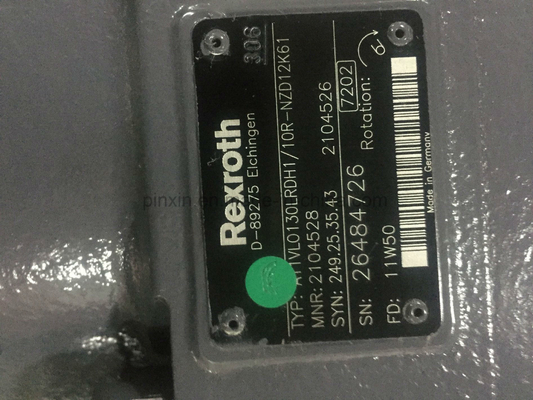 306
Rexroth
D-89275 Elchingen
TYP: A11VLO130LRDH1/10R-NZD12K61
MNR: 2104528 2104526
SYN: 249.25.35.43
7202
SN: 26484726
Rotation:
FD: 11W50
Made in Germany
pinxin